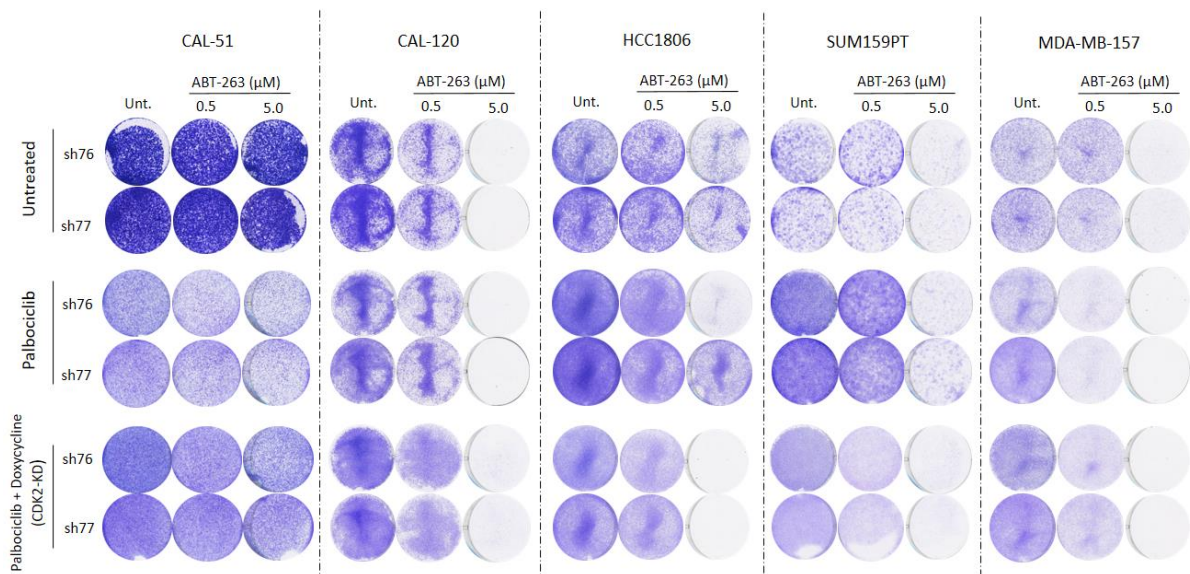 CAL-51 CAL-120 HCC1806 SUM159PT MDA-MB-157
ABT-263 (µM) ABT-263 (µM) ABT-263 (µM) ABT-263 (µM) ABT-263 (µM)
Unt. 0.5 5.0 Unt. 0.5 5.0 Unt. 0.5 5.0 Unt. 0.5 5.0 Unt. 0.5 5.0
Untreated
sh76
sh77
Palbociclib
sh76
sh77
Palbociclib + Doxycycline
(CDK2-KD)
sh76
sh77